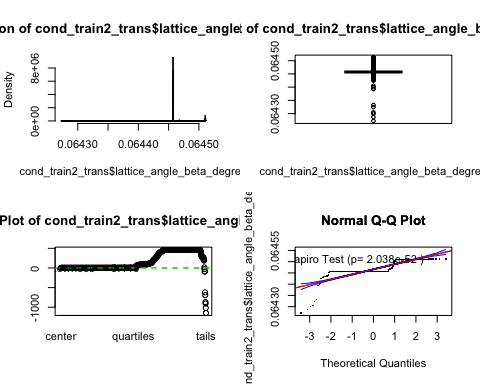 on of cond_train2_trans$lattice_angle
of cond_train2_trans$lattice_angle_b
Density
8e+06
0e+00
0.06430
0.06440
0.06450
cond_train2_trans$lattice_angle_beta_degre
0.06450
0.06430
cond_train2_trans$lattice_angle_beta_degre
Plot of cond_train2_trans$lattice_ang
Normal Q-Q Plot
0
-1000
center
quartiles
tails
nd_train2_trans$lattice_angle_beta_de
0.06455
0.06430
apiro Test (p= 2.038e-52 )
-3
-2
-1
0
1
2
3
Theoretical Quantiles